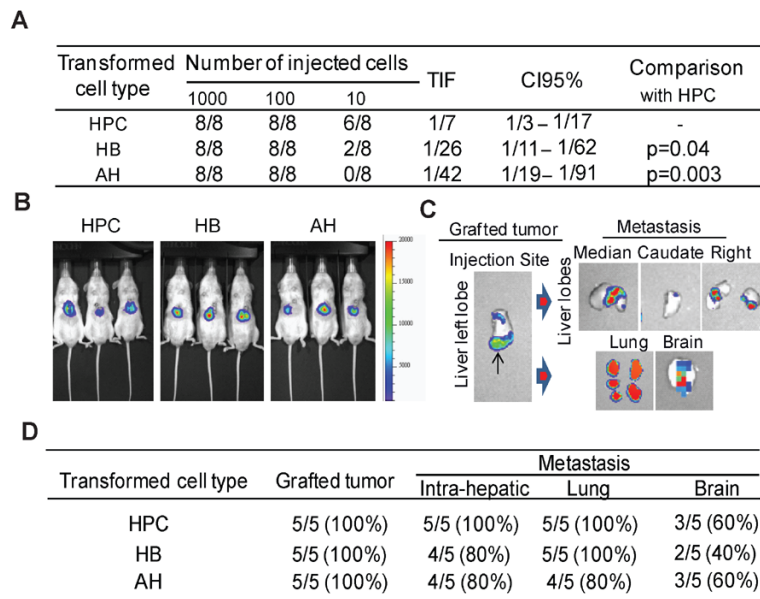 A
Transformed cell type Number of injected cells TIF CI95% Comparison with HPC
1000 100 10
HPC 8/8 8/8 6/8 1/7 1/3 – 1/17 -
HB 8/8 8/8 2/8 1/26 1/11– 1/62 p=0.04
AH 8/8 8/8 0/8 1/42 1/19– 1/91 p=0.003
B
HPC HB AH
20000
15000
10000
5000
C
Grafted tumor
Injection Site
Liver left lobe
Metastasis
Median Caudate Right
Liver lobes
Lung Brain
D
Transformed cell type Grafted tumor Metastasis
Intra-hepatic Lung Brain
HPC 5/5 (100%) 5/5 (100%) 5/5 (100%) 3/5 (60%)
HB 5/5 (100%) 4/5 (80%) 5/5 (100%) 2/5 (40%)
AH 5/5 (100%) 4/5 (80%) 4/5 (80%) 3/5 (60%)